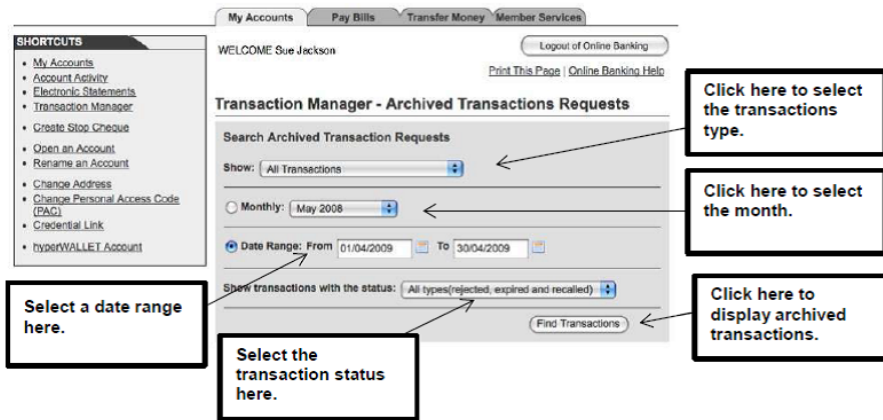 My Accounts Pay Bills Transfer Money Member Services
SHORTCUTS
My Accounts
Account Activity
Electronic Statements
Transaction Manager
Create Stop Cheque
Open an Account
Rename an Account
Change Address
Change Personal Access Code
(PAC)
Credential Link
hyperWALLET Account
WELCOME Sue Jackson
Logout of Online Banking
Print This Page | Online Banking Help
Transaction Manager - Archived Transactions Requests
Search Archived Transaction Requests
Show: All Transactions
Monthly: May 2008
Date Range: From 01/04/2009 To 30/04/2009
Show transactions with the status: All types(rejected, expired and recalled)
Find Transactions
Click here to select
the transactions
type.
Click here to select
the month.
Click here to
display archived
transactions.
Select a date range
here.
Select the
transaction status
here.